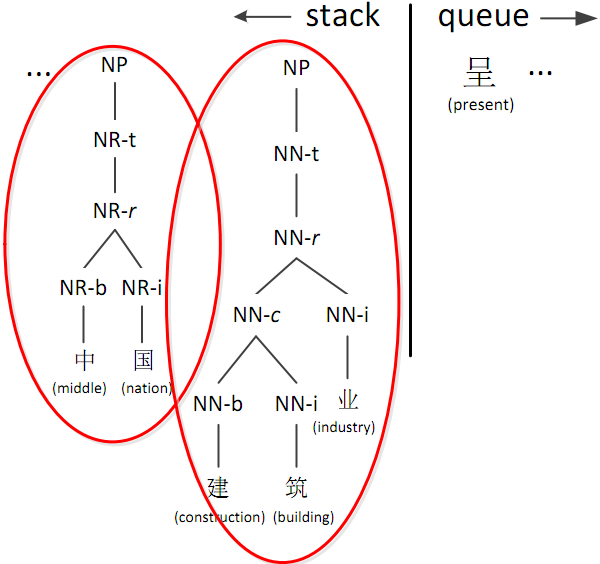 stack queue
... NP NP 呈 ...
(present)
NR-t NN-t
NR-r NN-r
NR-b NR-i NN-c NN-i
中 国 业
(middle) (nation) (industry)
NN-b NN-i
建 筑
(construction) (building)